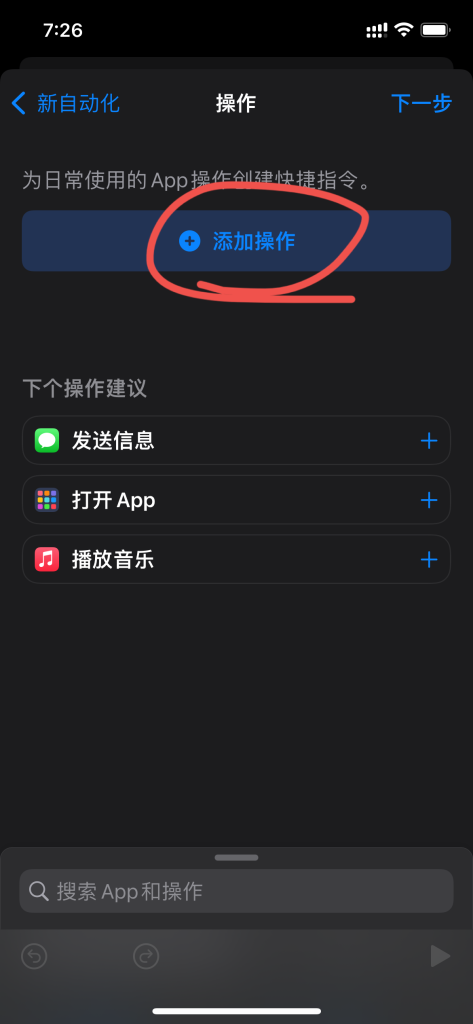 7:26
新自动化
操作
下一步
为日常使用的 App 操作创建快捷指令。
添加操作
下个操作建议
发送信息
打开 App
播放音乐
搜索 App 和操作